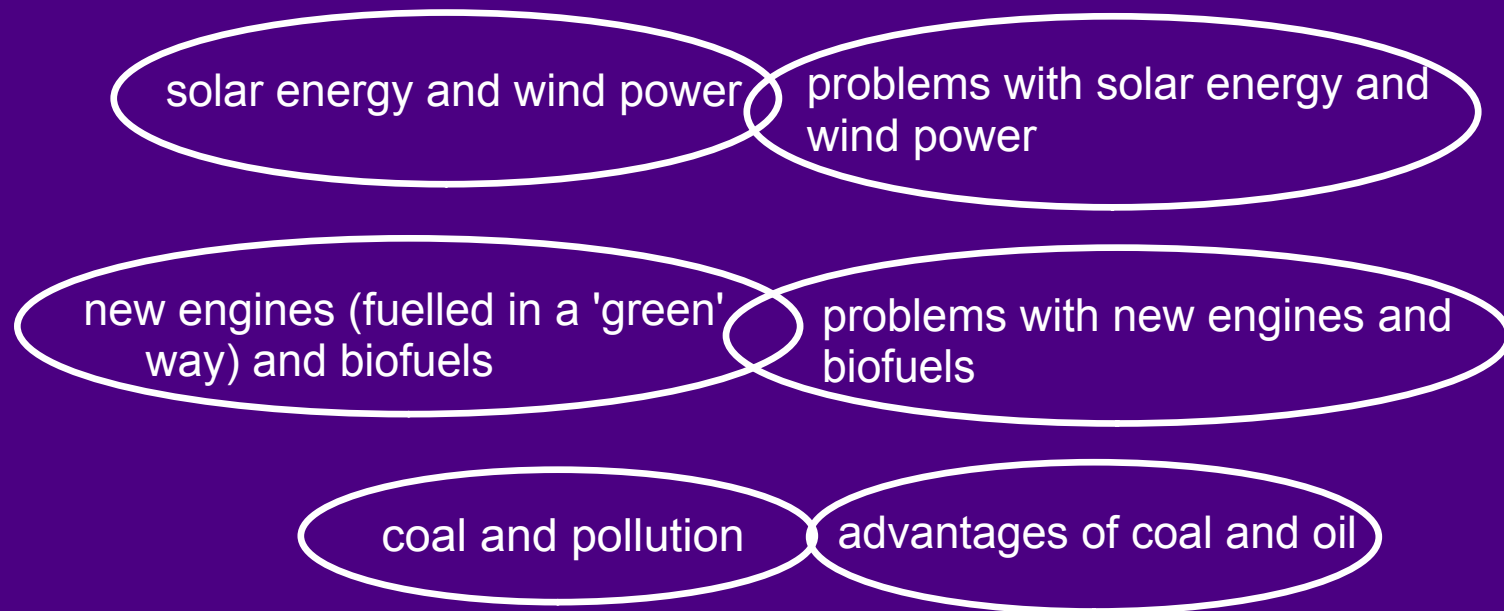 solar energy and wind power
problems with solar energy and
wind power
new engines (fuelled in a 'green'
way) and biofuels
problems with new engines and
biofuels
coal and pollution
advantages of coal and oil